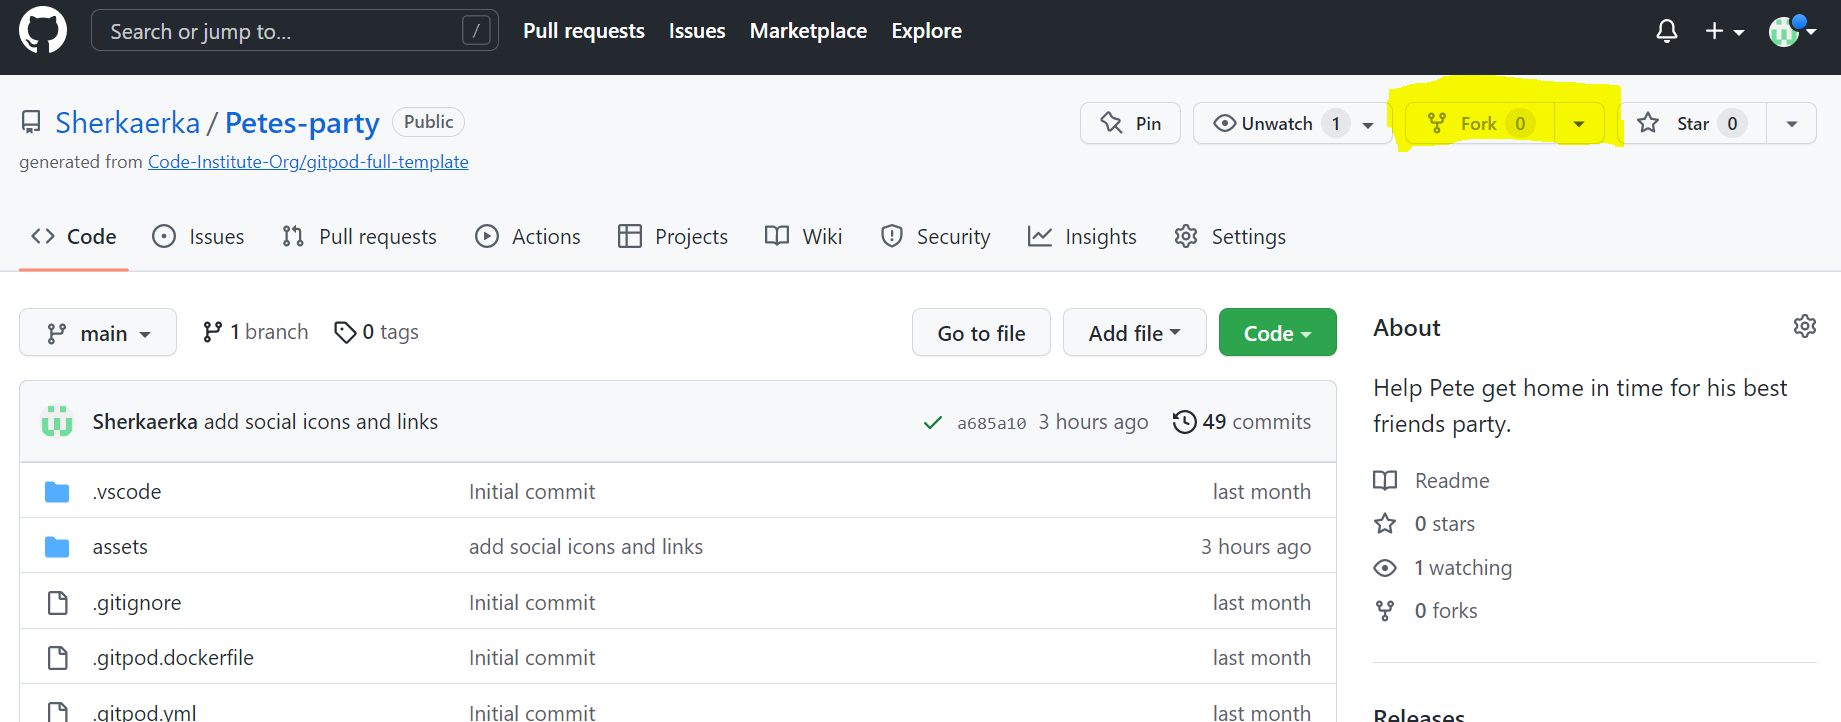 Search or jump to... / Pull requests Issues Marketplace Explore
Sherkaerka / Petes-party Public Pin Unwatch 1 Fork 0 Star 0
generated from Code-Institute-Org/gitpod-full-template
Code Issues Pull requests Actions Projects Wiki Security Insights Settings
main 1 branch 0 tags Go to file Add file Code About
Help Pete get home in time for his best
friends party.
Sherkaerka add social icons and links a685a10 3 hours ago 49 commits
Readme
.vscode Initial commit last month
0 stars
assets add social icons and links 3 hours ago
1 watching
.gitignore Initial commit last month
0 forks
.gitpod.dockerfile Initial commit last month
.gitpod.yml Initial commit last month
Releases